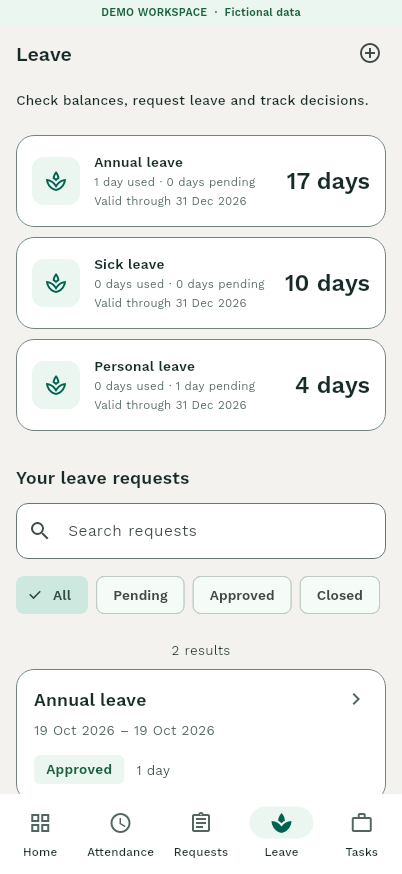 DEMO WORKSPACE · Fictional data
Leave
Check balances, request leave and track decisions.
Annual leave
1 day used · 0 days pending
Valid through 31 Dec 2026
17 days
Sick leave
0 days used · 0 days pending
Valid through 31 Dec 2026
10 days
Personal leave
0 days used · 1 day pending
Valid through 31 Dec 2026
4 days
Your leave requests
Search requests
All Pending Approved Closed
2 results
Annual leave
19 Oct 2026 – 19 Oct 2026
Approved 1 day
Home Attendance Requests Leave Tasks